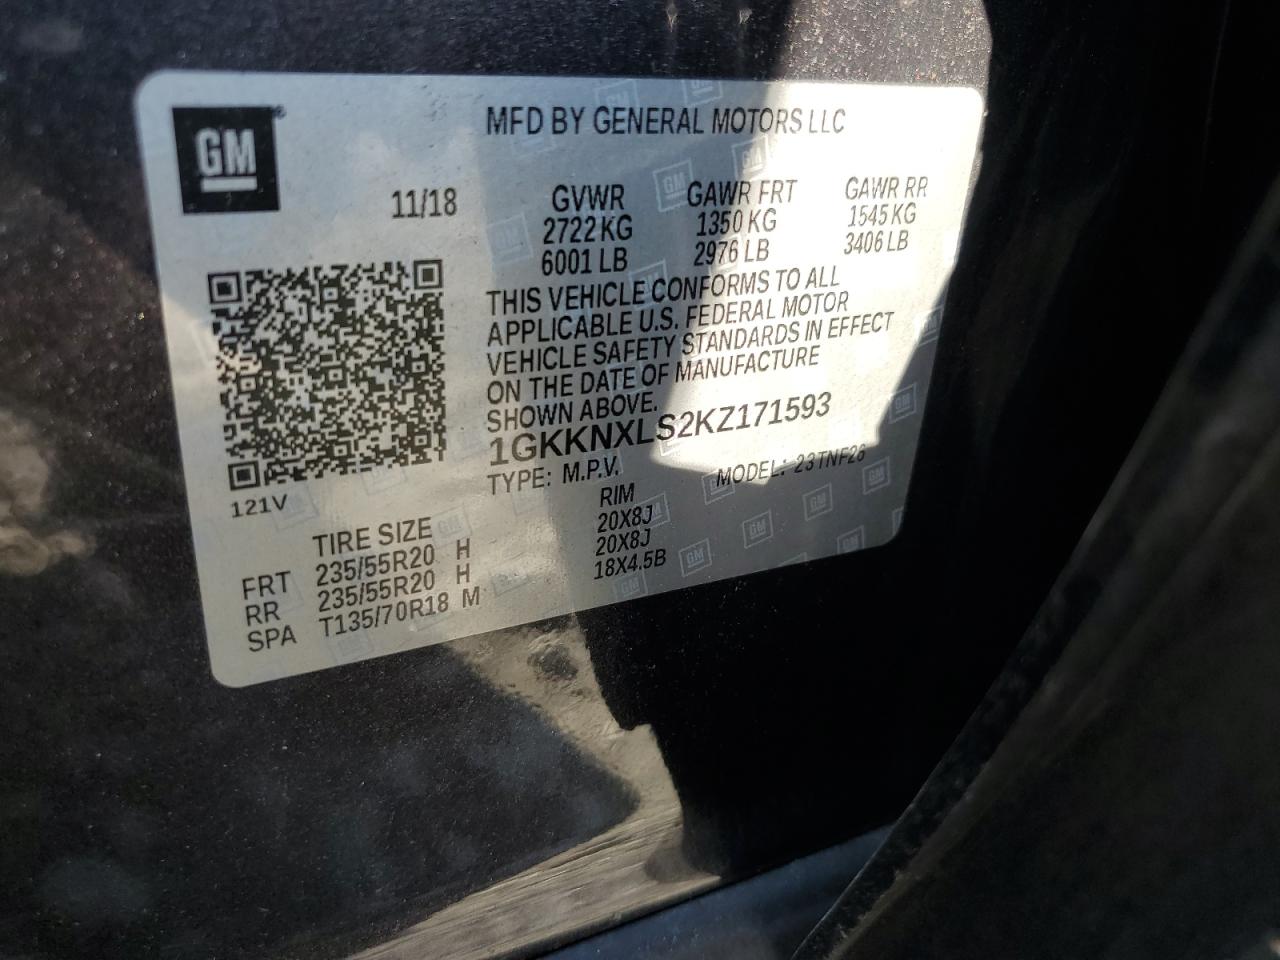 GM
MFD BY GENERAL MOTORS LLC
11/18
GVWR GAWR FRT GAWR RR
2722 KG 1350 KG 1545 KG
6001 LB 2976 LB 3406 LB
THIS VEHICLE CONFORMS TO ALL
APPLICABLE U.S. FEDERAL MOTOR
VEHICLE SAFETY STANDARDS IN EFFECT
ON THE DATE OF MANUFACTURE
SHOWN ABOVE.
1GKKNXLS2KZ171593
TYPE: M.P.V. MODEL: 23TNF26
121V
TIRE SIZE RIM
FRT 235/55R20 H 20X8J
RR 235/55R20 H 20X8J
SPA T135/70R18 M 18X4.5B